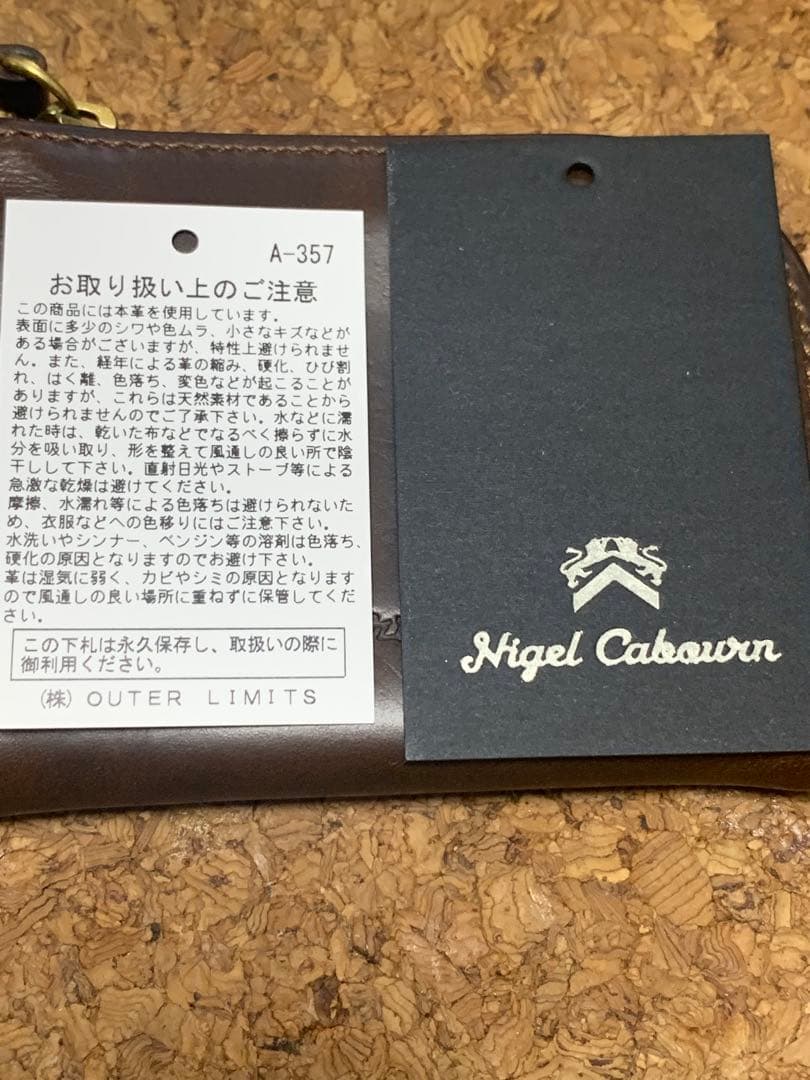 A-357
お取り扱い上のご注意
この商品には本革を使用しています。
表面に多少のシワや色ムラ、小さなキズなどが
ある場合がございますが、特性上避けられませ
ん。また、経年による革の縮み、硬化、ひび割
れ、はく離、色落ち、変色などが起こることが
ありますが、これらは天然素材であることから
避けられませんのでご了承下さい。水などに濡
れた時は、乾いた布などでなるべく擦らずに水
分を吸い取り、形を整えて風通しの良い所で陰
干しして下さい。直射日光やストーブ等による
急激な乾燥は避けてください。
摩擦、水濡れ等による色落ちは避けられないた
め、衣服などへの色移りにはご注意下さい。
水洗いやシンナー、ベンジン等の溶剤は色落ち、
硬化の原因となりますのでお避け下さい。
革は湿気に弱く、カビやシミの原因となります
ので風通しの良い場所に重ねずに保管してくだ
さい。
この下札は永久保存し、取扱いの際に
御利用ください。
(株) OUTER LIMITS
Nigel Cabourn